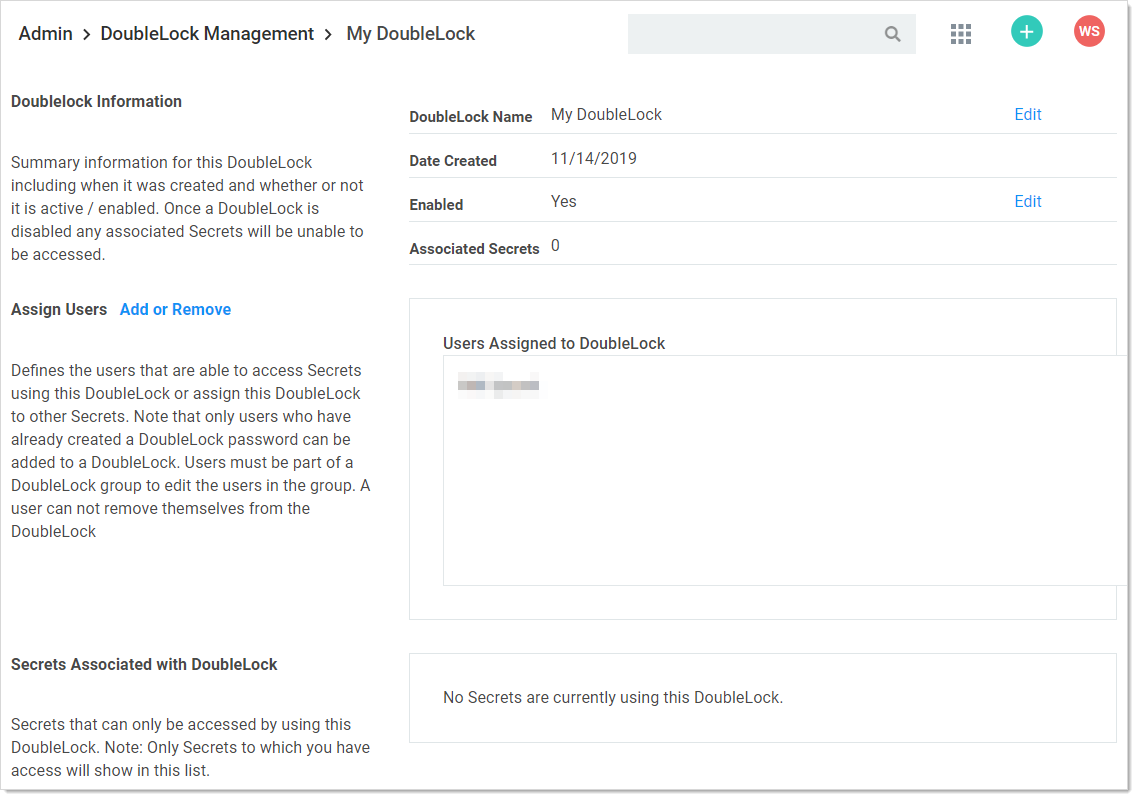 Admin > DoubleLock Management > My DoubleLock
WS
Doublelock Information
Summary information for this DoubleLock
including when it was created and whether or not
it is active / enabled. Once a DoubleLock is
disabled any associated Secrets will be unable to
be accessed.
DoubleLock Name My DoubleLock Edit
Date Created 11/14/2019
Enabled Yes Edit
Associated Secrets 0
Assign Users Add or Remove
Defines the users that are able to access Secrets
using this DoubleLock or assign this DoubleLock
to other Secrets. Note that only users who have
already created a DoubleLock password can be
added to a DoubleLock. Users must be part of a
DoubleLock group to edit the users in the group. A
user can not remove themselves from the
DoubleLock
Users Assigned to DoubleLock
Secrets Associated with DoubleLock
Secrets that can only be accessed by using this
DoubleLock. Note: Only Secrets to which you have
access will show in this list.
No Secrets are currently using this DoubleLock.